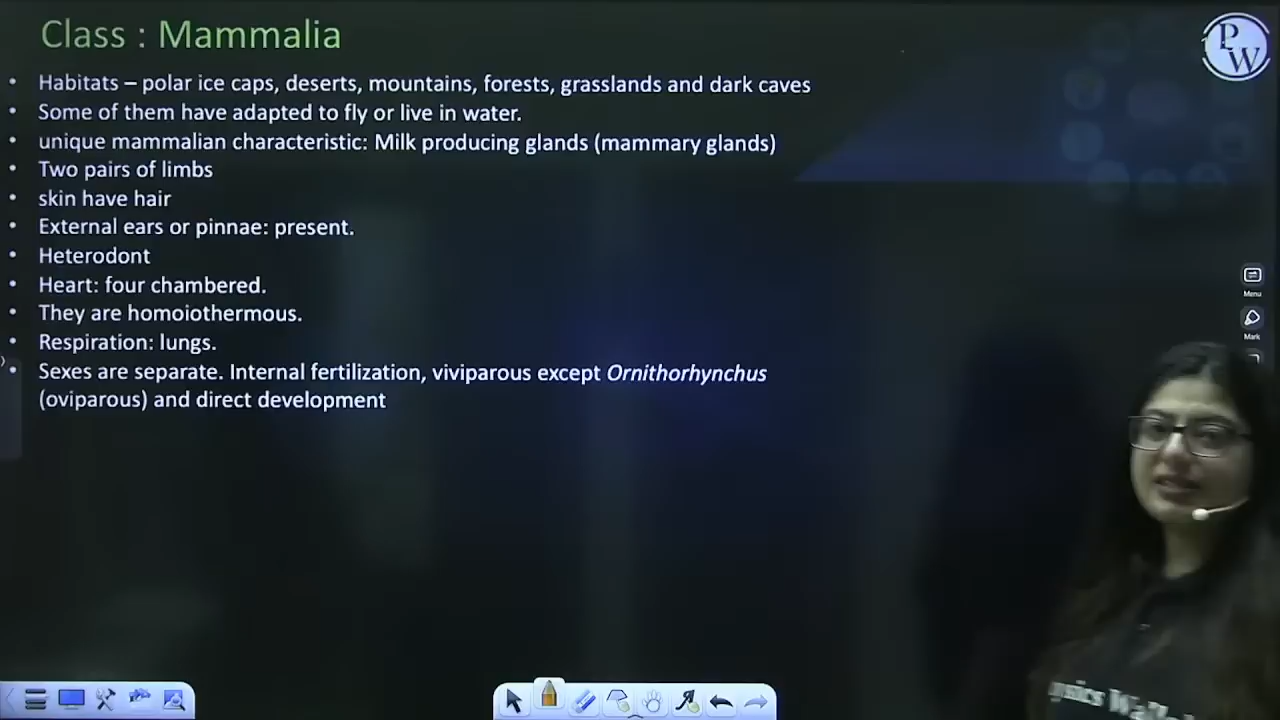 Class : Mammalia
PW
• Habitats – polar ice caps, deserts, mountains, forests, grasslands and dark caves
• Some of them have adapted to fly or live in water.
• unique mammalian characteristic: Milk producing glands (mammary glands)
• Two pairs of limbs
• skin have hair
• External ears or pinnae: present.
• Heterodont
• Heart: four chambered.
• They are homoiothermous.
• Respiration: lungs.
• Sexes are separate. Internal fertilization, viviparous except Ornithorhynchus
(oviparous) and direct development
Menu
Mark